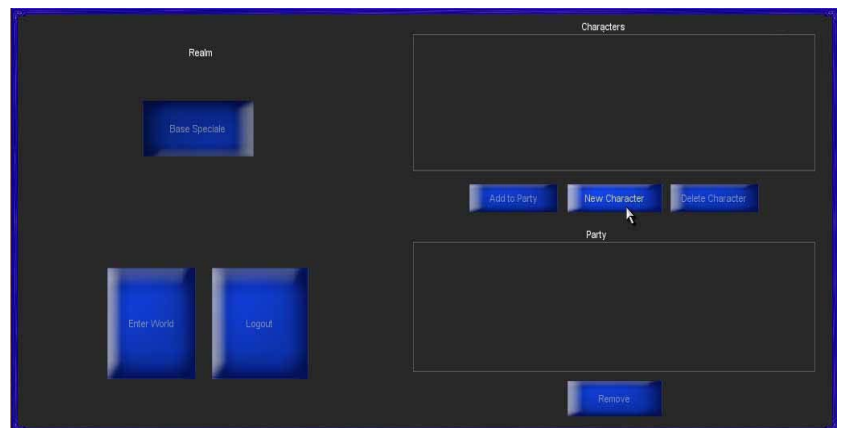 Realm
Base Speciale
Enter World
Logout
Characters
Add to Party
New Character
Delete Character
Party
Remove